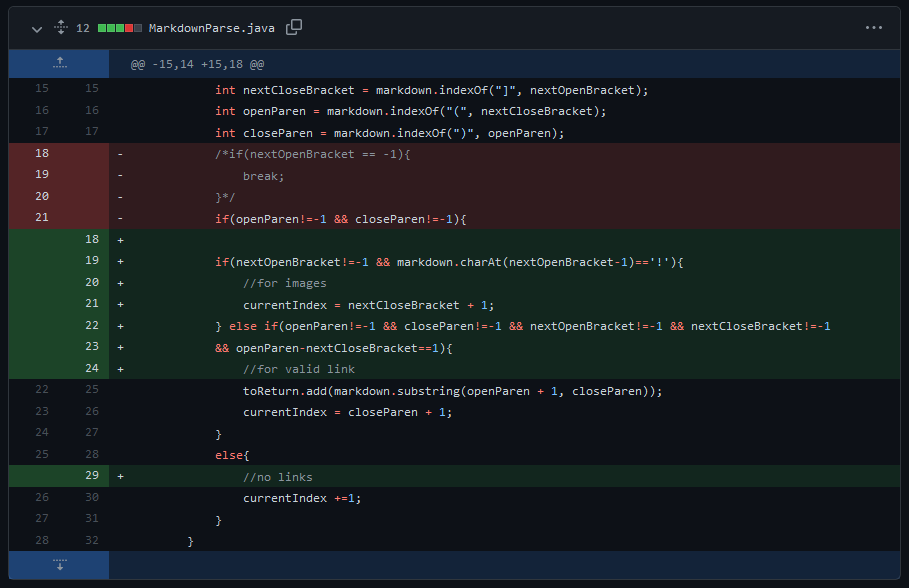 12 MarkdownParse.java
@@ -15,14 +15,18 @@
15 15 int nextCloseBracket = markdown.indexOf("]", nextOpenBracket);
16 16 int openParen = markdown.indexOf("(", nextCloseBracket);
17 17 int closeParen = markdown.indexOf(")", openParen);
18 - /*if(nextOpenBracket == -1){
19 - break;
20 - }*/
21 - if(openParen!=-1 && closeParen!=-1){
18 +
19 + if(nextOpenBracket!=-1 && markdown.charAt(nextOpenBracket-1)=='!'){
20 + //for images
21 + currentIndex = nextCloseBracket + 1;
22 + } else if(openParen!=-1 && closeParen!=-1 && nextOpenBracket!=-1 && nextCloseBracket!=-1
23 + && openParen-nextCloseBracket==1){
24 + //for valid link
22 25 toReturn.add(markdown.substring(openParen + 1, closeParen));
23 26 currentIndex = closeParen + 1;
24 27 }
25 28 else{
29 + //no links
26 30 currentIndex +=1;
27 31 }
28 32 }